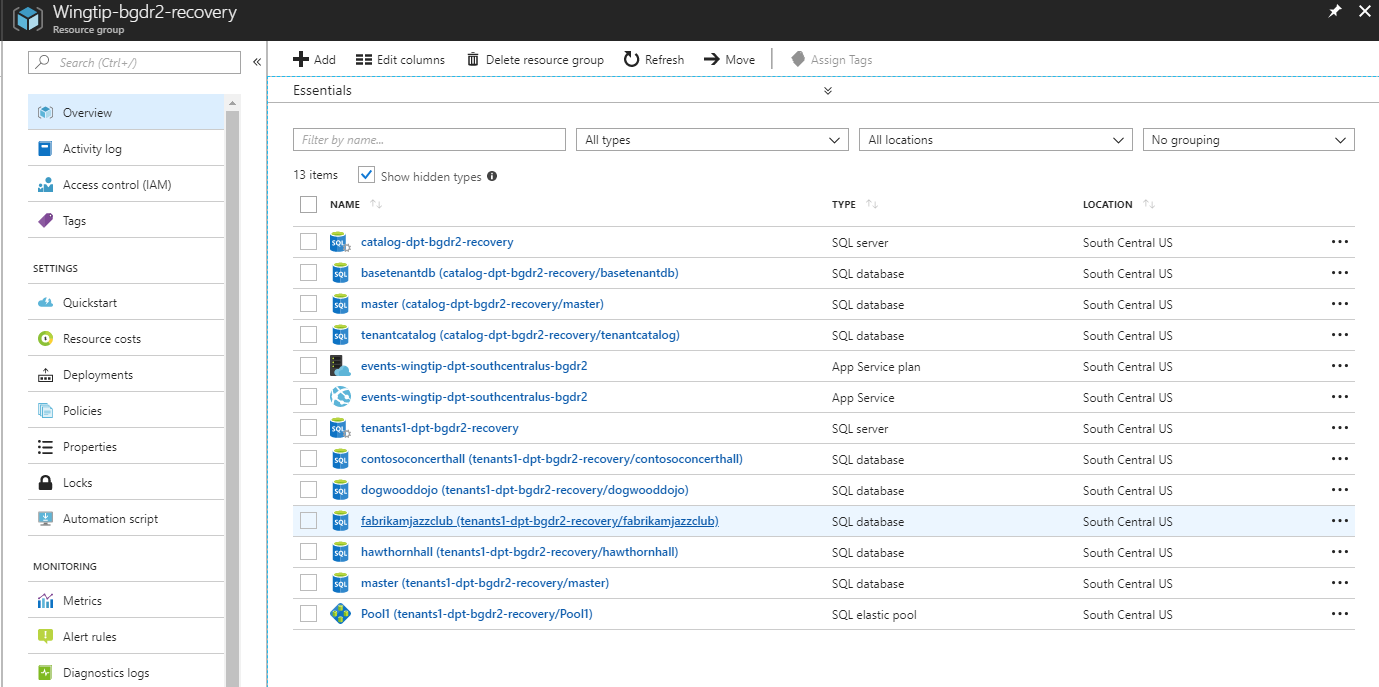 Wingtip-bgdr2-recovery
Resource group
Search (Ctrl+/)
Overview
Activity log
Access control (IAM)
Tags
SETTINGS
Quickstart
Resource costs
Deployments
Policies
Properties
Locks
Automation script
MONITORING
Metrics
Alert rules
Diagnostics logs
Add Edit columns Delete resource group Refresh Move Assign Tags
Essentials
Filter by name... All types All locations No grouping
13 items Show hidden types
NAME TYPE LOCATION
catalog-dpt-bgdr2-recovery SQL server South Central US
basetenantdb (catalog-dpt-bgdr2-recovery/basetenantdb) SQL database South Central US
master (catalog-dpt-bgdr2-recovery/master) SQL database South Central US
tenantcatalog (catalog-dpt-bgdr2-recovery/tenantcatalog) SQL database South Central US
events-wingtip-dpt-southcentralus-bgdr2 App Service plan South Central US
events-wingtip-dpt-southcentralus-bgdr2 App Service South Central US
tenants1-dpt-bgdr2-recovery SQL server South Central US
contosoconcerthall (tenants1-dpt-bgdr2-recovery/contosoconcerthall) SQL database South Central US
dogwooddojo (tenants1-dpt-bgdr2-recovery/dogwooddojo) SQL database South Central US
fabrikamjazzclub (tenants1-dpt-bgdr2-recovery/fabrikamjazzclub) SQL database South Central US
hawthornhall (tenants1-dpt-bgdr2-recovery/hawthornhall) SQL database South Central US
master (tenants1-dpt-bgdr2-recovery/master) SQL database South Central US
Pool1 (tenants1-dpt-bgdr2-recovery/Pool1) SQL elastic pool South Central US